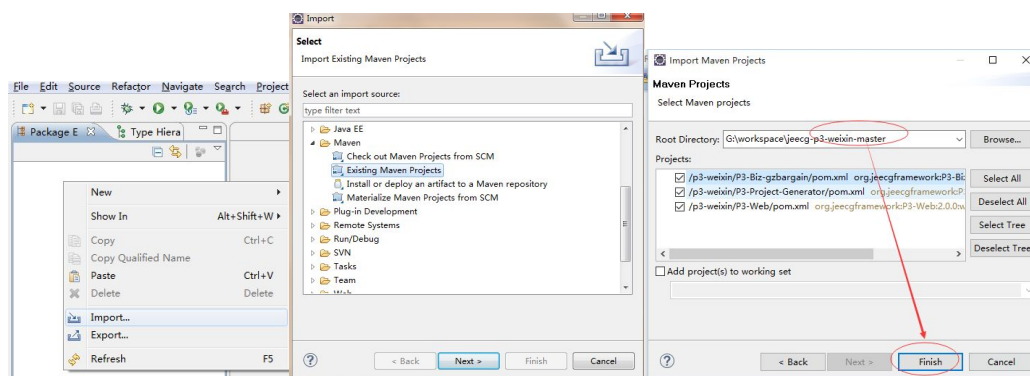 File Edit Source Refactor Navigate Search Project
Package E Type Hiera
New
Show In Alt+Shift+W
Copy Ctrl+C
Copy Qualified Name
Paste Ctrl+V
Delete Delete
Import...
Export...
Refresh F5
Import
Select
Import Existing Maven Projects
Select an import source:
type filter text
Java EE
Maven
Check out Maven Projects from SCM
Existing Maven Projects
Install or deploy an artifact to a Maven repository
Materialize Maven Projects from SCM
Plug-in Development
Remote Systems
Run/Debug
SVN
Tasks
Team
Web
< Back Next > Finish Cancel
Import Maven Projects
Maven Projects
Select Maven projects
Root Directory: G:\workspace\jeecg-p3-weixin-master Browse...
Projects:
/p3-weixin/P3-Biz-gzbargain/pom.xml org.jeecgframework:P3-Bi Select All
/p3-weixin/P3-Project-Generator/pom.xml org.jeecgframework:P Deselect All
/p3-weixin/P3-Web/pom.xml org.jeecgframework:P3-Web:2.0.0:w
Select Tree
Deselect Tree
Add project(s) to working set
< Back Next > Finish Cancel